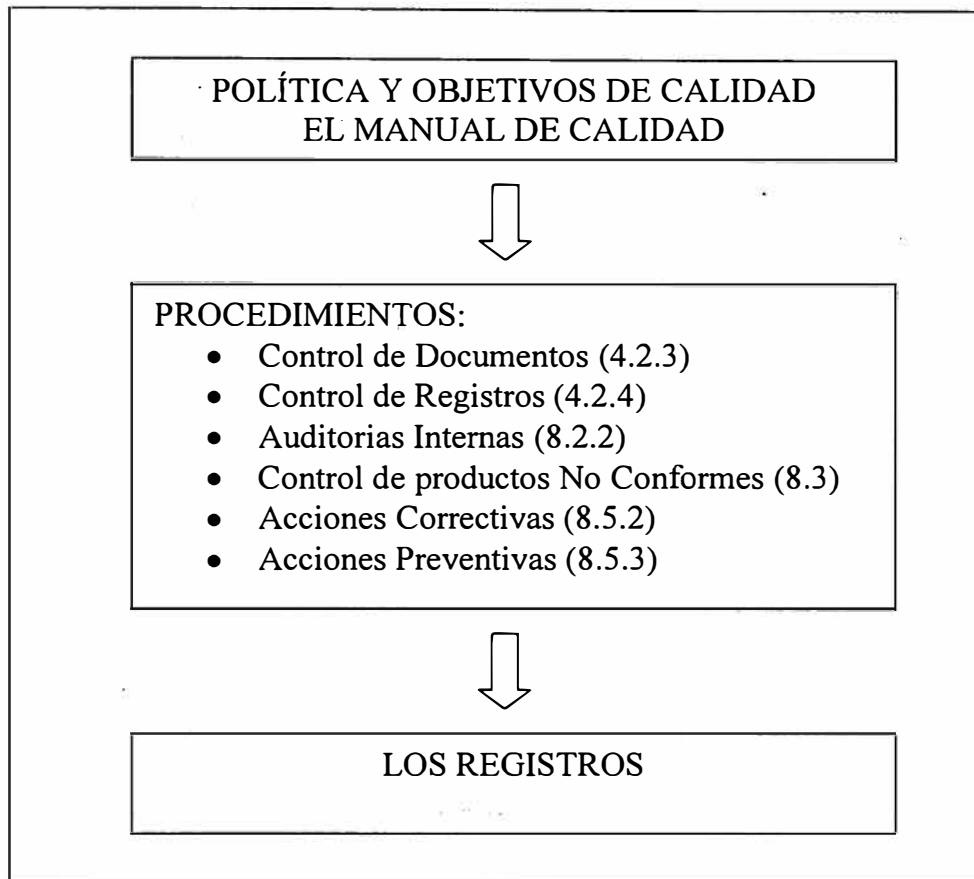 POLÍTICA Y OBJETIVOS DE CALIDAD
EL MANUAL DE CALIDAD
PROCEDIMIENTOS:
• Control de Documentos (4.2.3)
• Control de Registros (4.2.4)
• Auditorias Internas (8.2.2)
• Control de productos No Conformes (8.3)
• Acciones Correctivas (8.5.2)
• Acciones Preventivas (8.5.3)
LOS REGISTROS